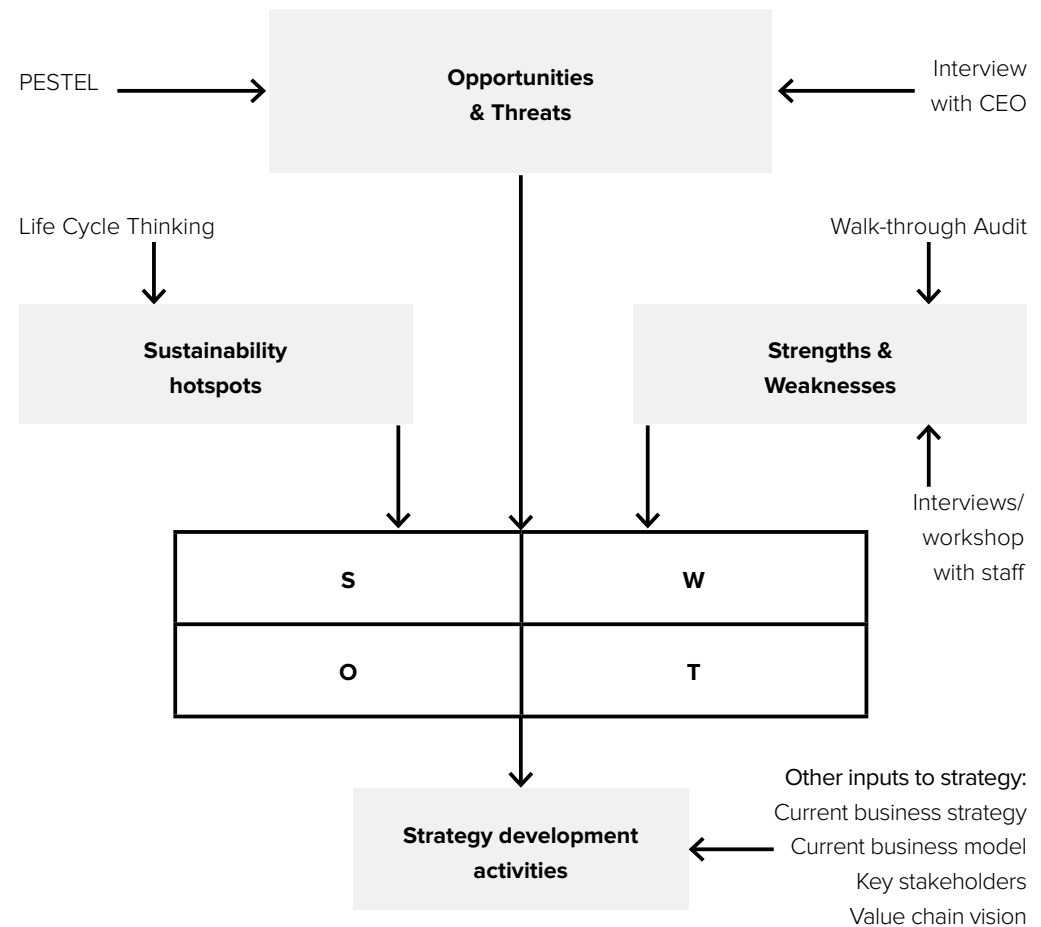 PESTEL
Opportunities
& Threats
Interview
with CEO
Life Cycle Thinking
Walk-through Audit
Sustainability
hotspots
Strengths &
Weaknesses
Interviews/
workshop
with staff
S
W
O
T
Strategy development
activities
Other inputs to strategy:
Current business strategy
Current business model
Key stakeholders
Value chain vision